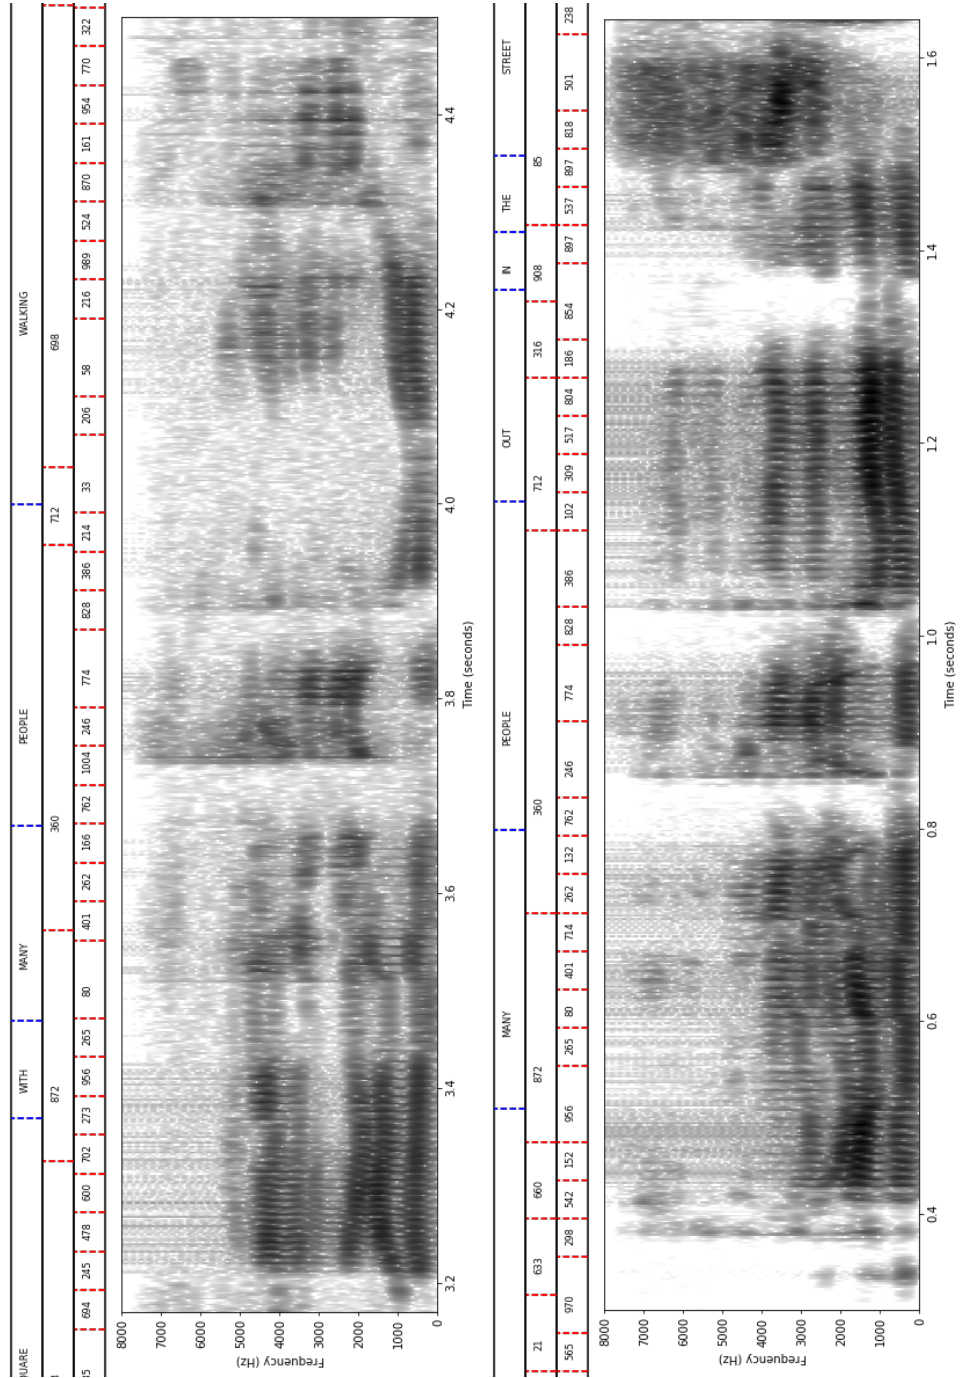 QUARE WITH MANY PEOPLE WALKING
872 360 712 698
694 245 478 600 702 273 956 265 80 401 262 166 762 1004 246 774 828 386 214 33 206 58 216 989 524 870 161 954 770 322
8000
7000
6000
5000
4000
3000
2000
1000
0
Frequency (Hz)
3.2 3.4 3.6 3.8 4.0 4.2 4.4
Time (seconds)
MANY PEOPLE OUT IN THE STREET
21 633 660 872 360 712 316 908 85
565 970 298 542 152 956 265 80 401 714 262 132 762 246 774 828 386 102 309 517 804 186 854 897 537 897 818 501 238
8000
7000
6000
5000
4000
3000
2000
1000
0
Frequency (Hz)
0.4 0.6 0.8 1.0 1.2 1.4 1.6
Time (seconds)